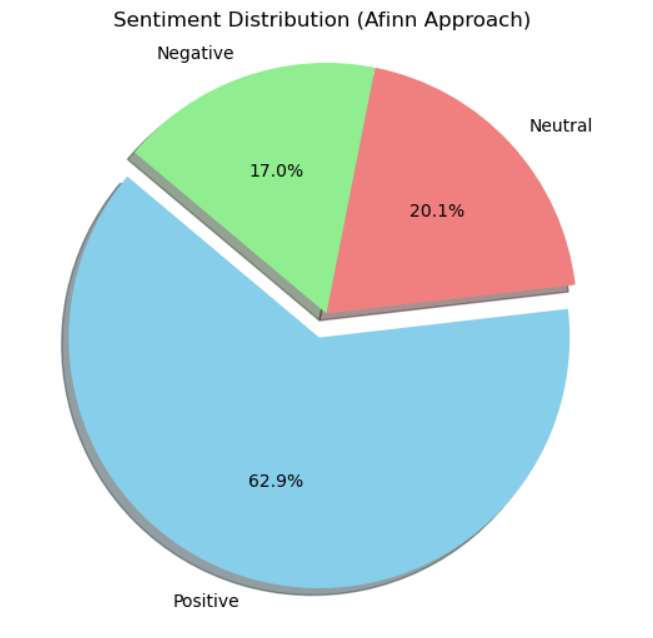 Sentiment Distribution (Afinn Approach)
Negative
Neutral
17.0%
20.1%
62.9%
Positive